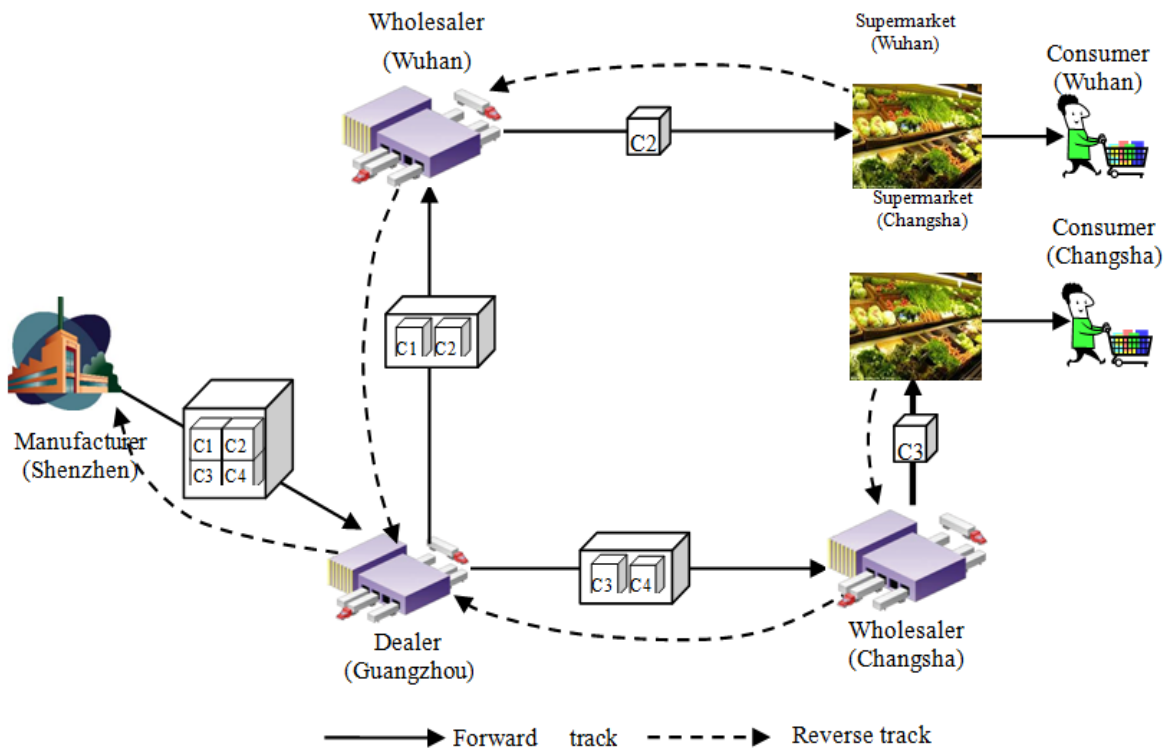 Wholesaler
(Wuhan)
Supermarket
(Wuhan)
Consumer
(Wuhan)
C2
Supermarket
(Changsha)
Consumer
(Changsha)
C1 C2
Manufacturer
(Shenzhen)
C1 C2
C3 C4
C3
C3 C4
Dealer
(Guangzhou)
Wholesaler
(Changsha)
Forward track
Reverse track